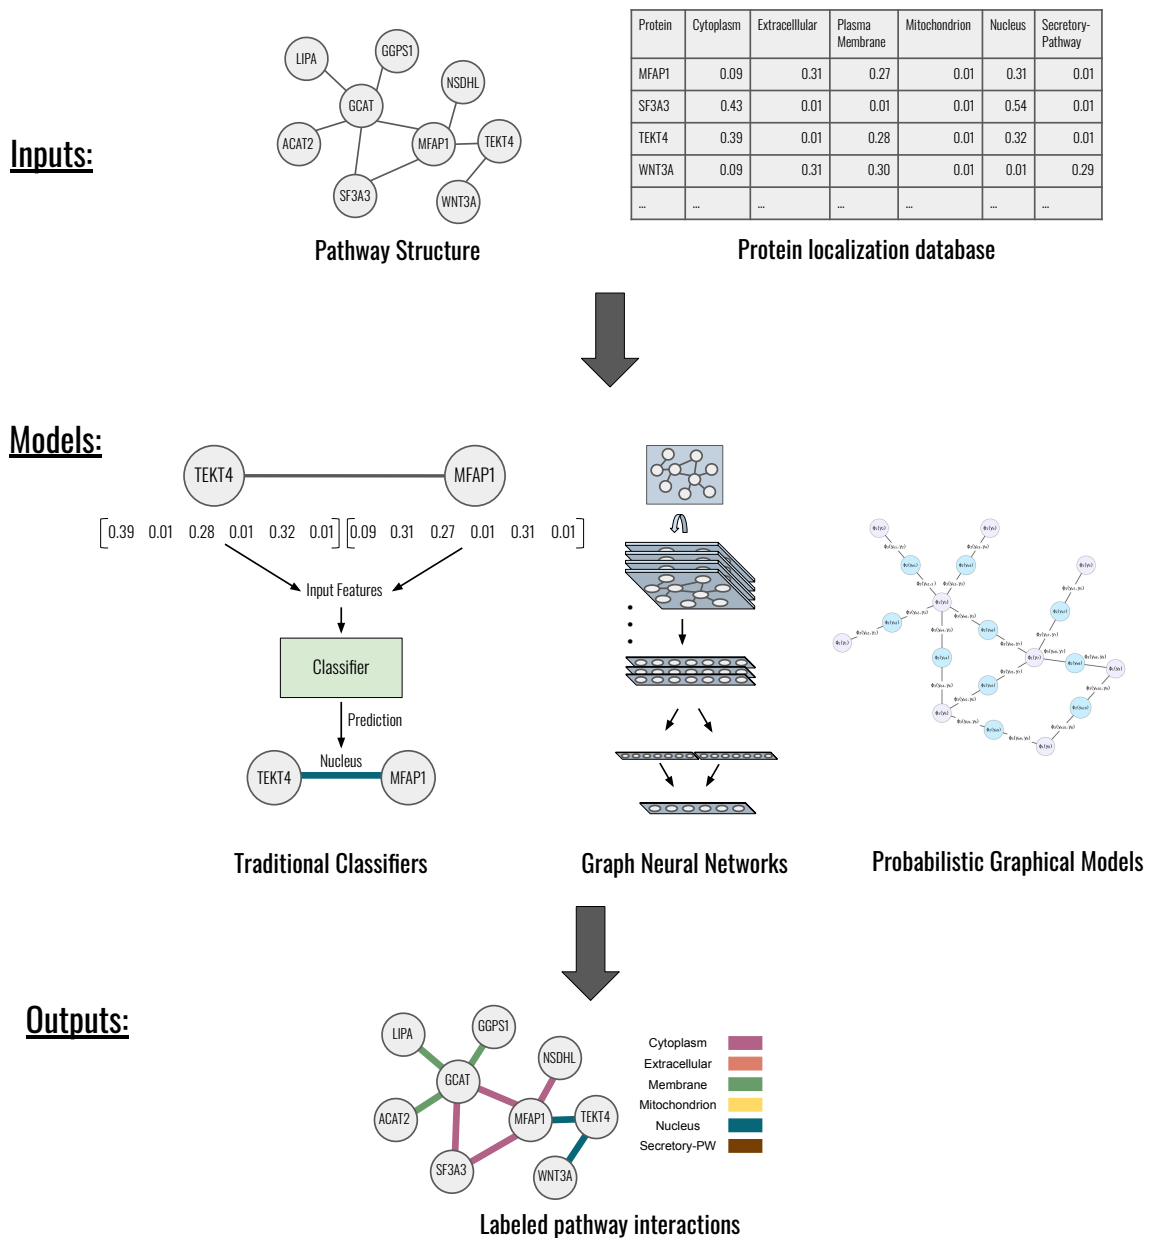 Inputs:
LIPA
GGPS1
NSDHL
GCAT
ACAT2
MFAP1
TEKT4
SF3A3
WNT3A
Pathway Structure
Protein Cytoplasm Extracelllular Plasma Membrane Mitochondrion Nucleus Secretory-Pathway
MFAP1 0.09 0.31 0.27 0.01 0.31 0.01
SF3A3 0.43 0.01 0.01 0.01 0.54 0.01
TEKT4 0.39 0.01 0.28 0.01 0.32 0.01
WNT3A 0.09 0.31 0.30 0.01 0.01 0.29
... ... ... ... ... ... ...
Protein localization database
Models:
TEKT4 MFAP1
[0.39 0.01 0.28 0.01 0.32 0.01] [0.09 0.31 0.27 0.01 0.31 0.01]
Input Features
Classifier
Prediction
Nucleus
TEKT4 MFAP1
Traditional Classifiers
Graph Neural Networks
Probabilistic Graphical Models
Outputs:
LIPA
GGPS1
NSDHL
GCAT
ACAT2
MFAP1
TEKT4
SF3A3
WNT3A
Cytoplasm
Extracellular
Membrane
Mitochondrion
Nucleus
Secretory-PW
Labeled pathway interactions